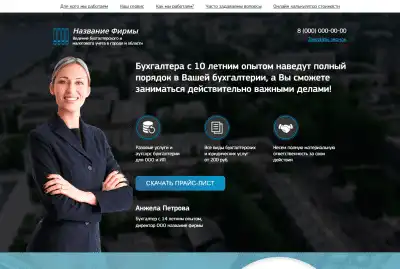 Для кого мы работаем
Почему мы?
Как мы работаем?
Часто задаваемы вопросы
Онлайн калькулятор стоимости
Название Фирмы
Ведение бухгалтерского и
налогового учета в городе и области
8 (000) 000-00-00
Заказать звонок
Бухгалтера с 10 летним опытом наведут полный
порядок в Вашей бухгалтерии, а Вы сможете
заниматься действительно важными делами!
Разовые услуги и
аутсорс бухгалтерии
для ООО и ИП
Все виды бухгалтерских
и юридических услуг
от 200 руб.
Несем полную материальную
ответственность за свои
действия
СКАЧАТЬ ПРАЙС-ЛИСТ
Анжела Петрова
Бухгалтер с 14 летним опытом,
директор ООО название фирмы